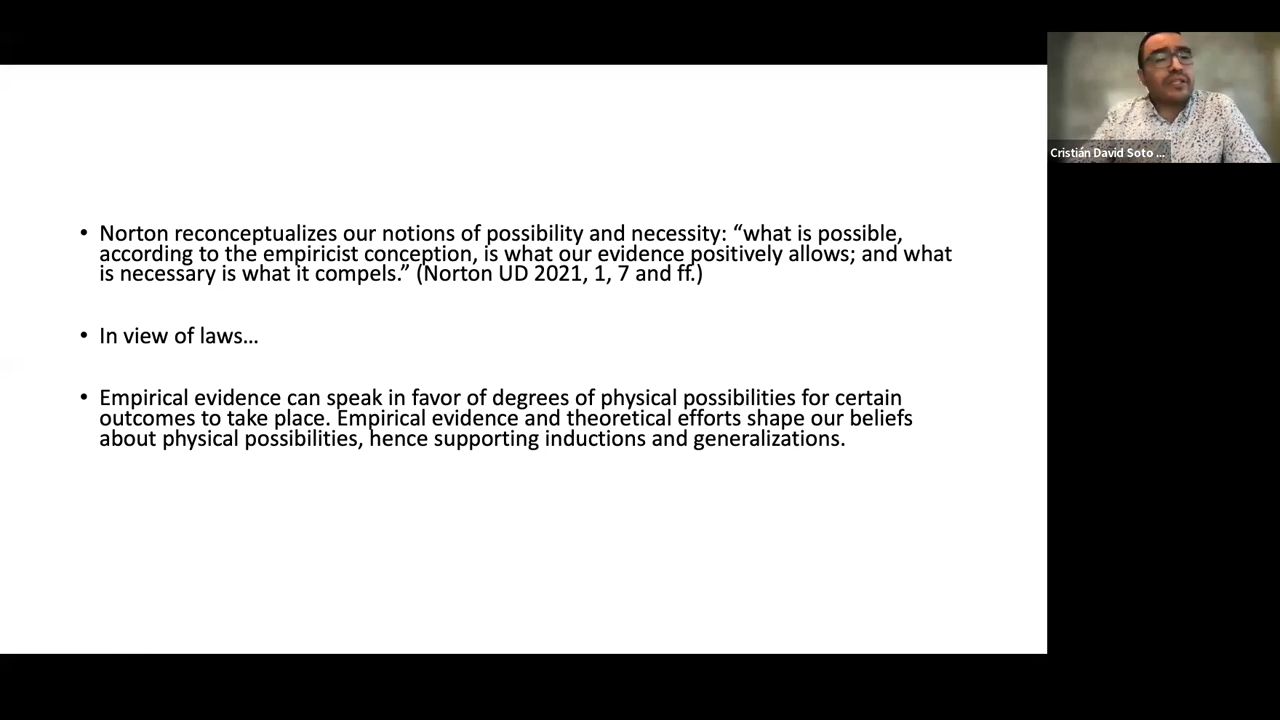 • Norton reconceptualizes our notions of possibility and necessity: “what is possible,
according to the empiricist conception, is what our evidence positively allows; and what
is necessary is what it compels.” (Norton UD 2021, 1, 7 and ff.)
• In view of laws…
• Empirical evidence can speak in favor of degrees of physical possibilities for certain
outcomes to take place. Empirical evidence and theoretical efforts shape our beliefs
about physical possibilities, hence supporting inductions and generalizations.
Cristián David Soto ...